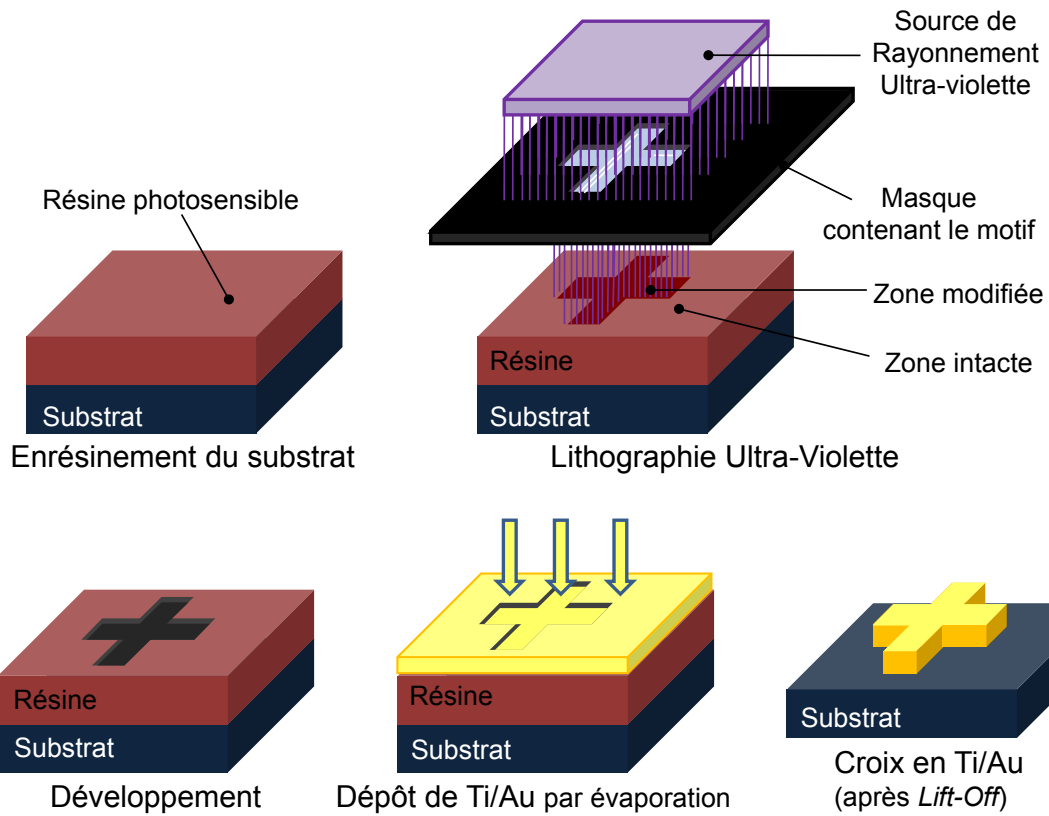 Source de
Rayonnement
Ultra-violette
Résine photosensible
Masque
contenant le motif
Zone modifiée
Zone intacte
Résine
Substrat
Substrat
Enrésinement du substrat
Lithographie Ultra-Violette
Résine
Substrat
Développement
Résine
Substrat
Dépôt de Ti/Au par évaporation
Substrat
Croix en Ti/Au
(après Lift-Off)